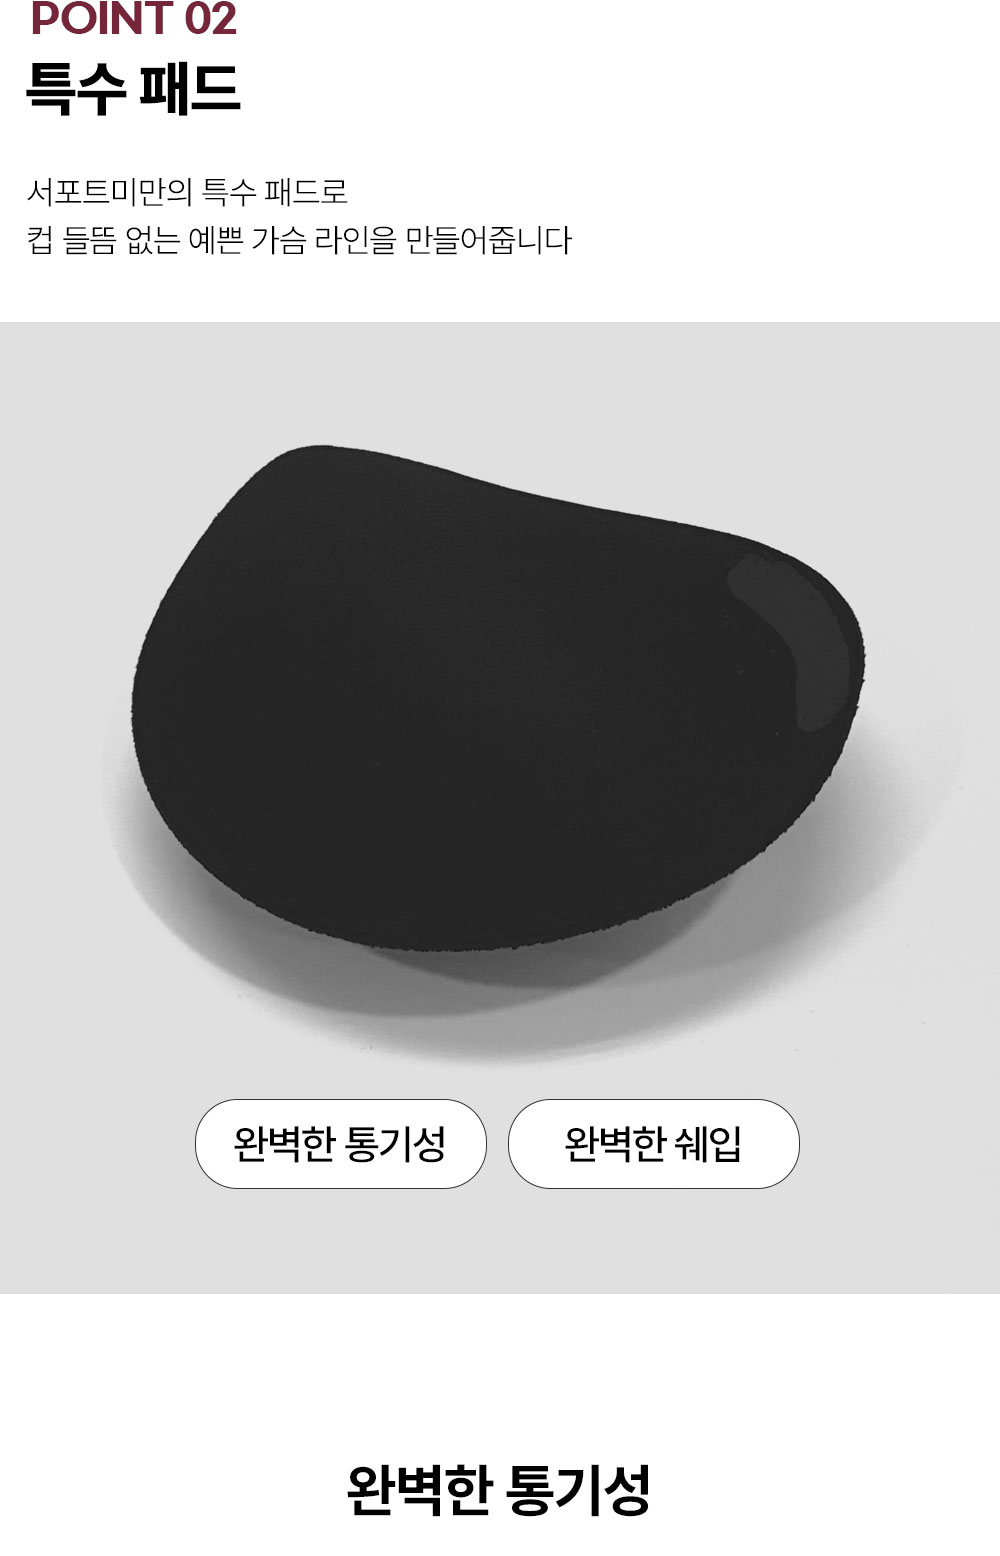 POINT 02
특수 패드
서포트미만의 특수 패드로
컵 들뜸 없는 예쁜 가슴 라인을 만들어줍니다
완벽한 통기성
완벽한 쉐입
완벽한 통기성